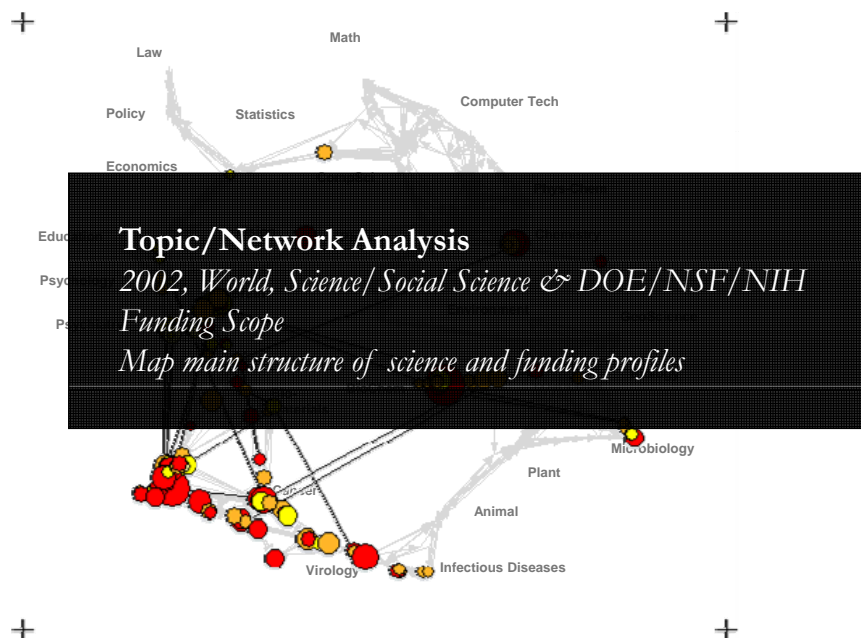 Math
Law
Computer Tech
Policy
Statistics
Economics
Topic/Network Analysis
2002, World, Science/Social Science & DOE/NSF/NIH
Funding Scope
Map main structure of science and funding profiles
Microbiology
Plant
Cancer
Animal
Virology
Infectious Diseases